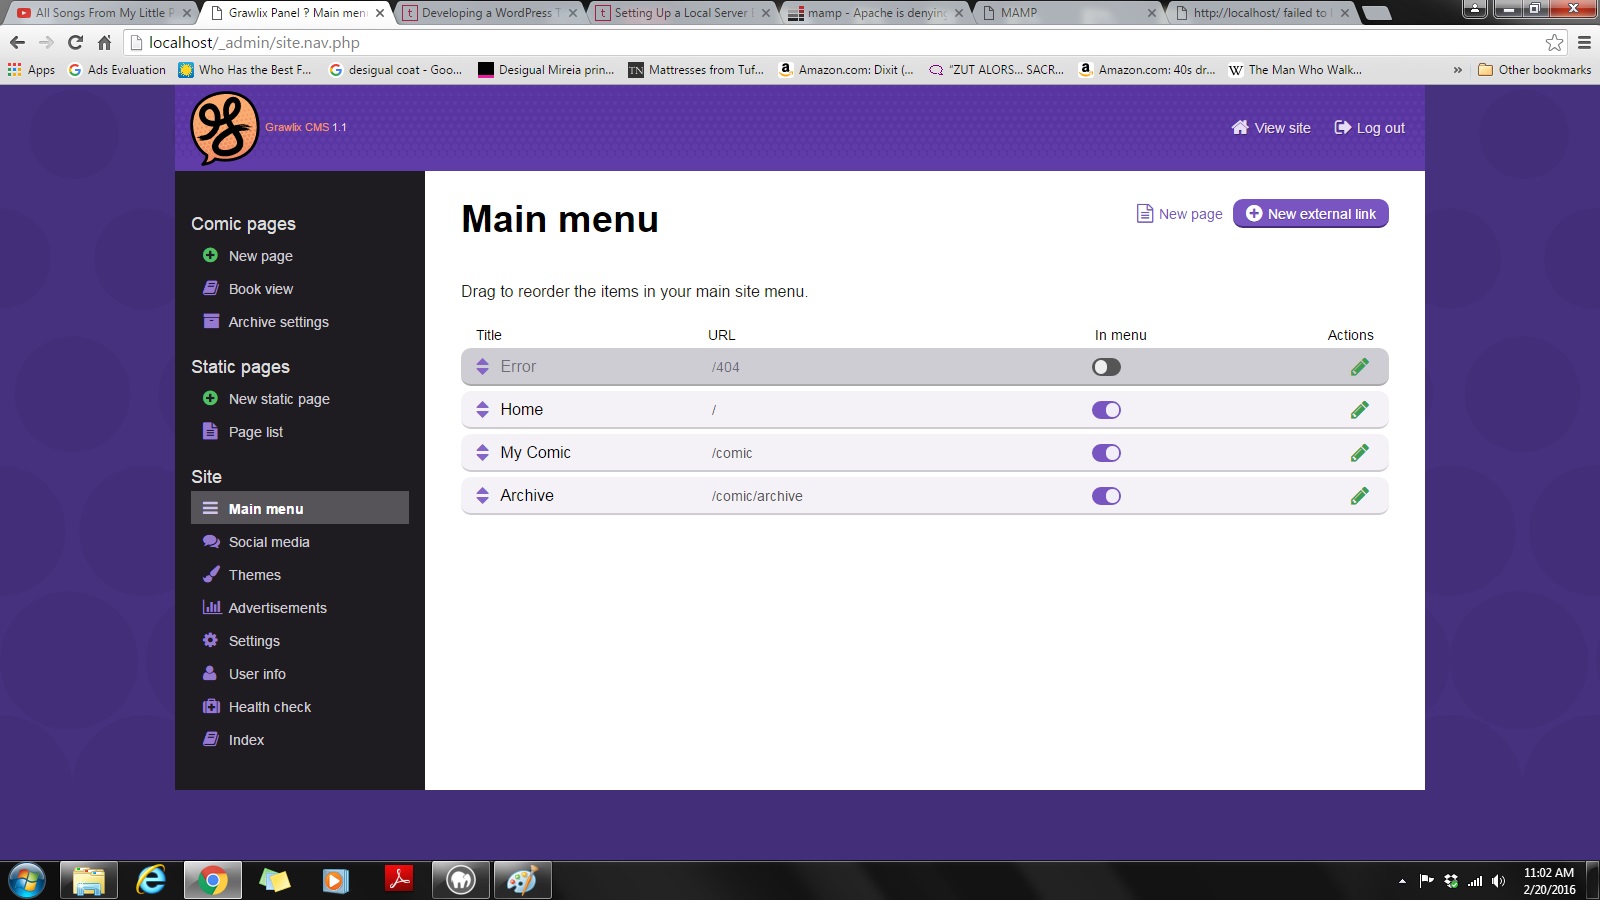 All Songs From My Little P
Grawlix Panel ? Main menu
Developing a WordPress T
Setting Up a Local Server
mamp - Apache is denying
MAMP
http://localhost/ failed to
localhost/_admin/site.nav.php
Apps
Ads Evaluation
Who Has the Best F...
desigual coat - Goo...
Desigual Mireia prin...
TN
Mattresses from Tuf...
Amazon.com: Dixit (...
"ZUT ALORS... SACR...
Amazon.com: 40s dr...
W
The Man Who Walk...
»
Other bookmarks
Grawlix CMS 1.1
View site
Log out
Comic pages
New page
Book view
Archive settings
Static pages
New static page
Page list
Site
Main menu
Social media
Themes
Advertisements
Settings
User info
Health check
Index
Main menu
New page
New external link
Drag to reorder the items in your main site menu.
Title URL In menu Actions
Error /404
Home /
My Comic /comic
Archive /comic/archive
11:02 AM
2/20/2016